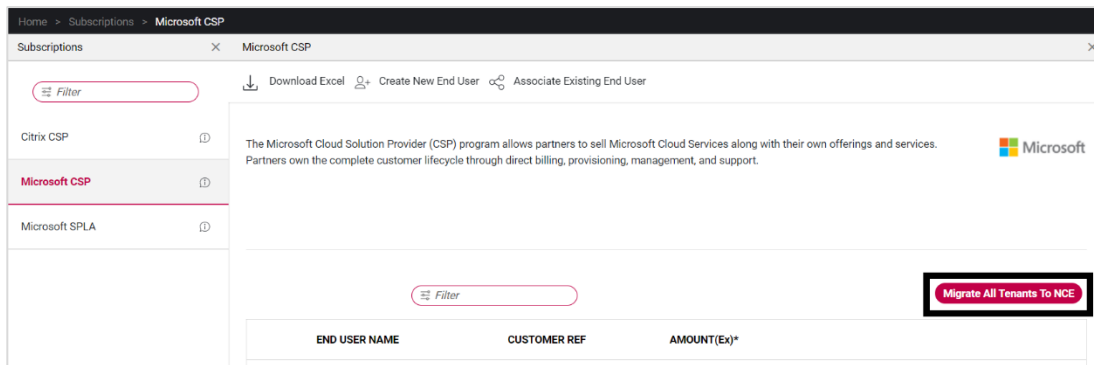 Home > Subscriptions > Microsoft CSP
Subscriptions
Microsoft CSP
Download Excel Create New End User Associate Existing End User
Filter
Citrix CSP
Microsoft CSP
Microsoft SPLA
The Microsoft Cloud Solution Provider (CSP) program allows partners to sell Microsoft Cloud Services along with their own offerings and services.
Partners own the complete customer lifecycle through direct billing, provisioning, management, and support.
Microsoft
Filter
Migrate All Tenants To NCE
END USER NAME CUSTOMER REF AMOUNT(Ex)*